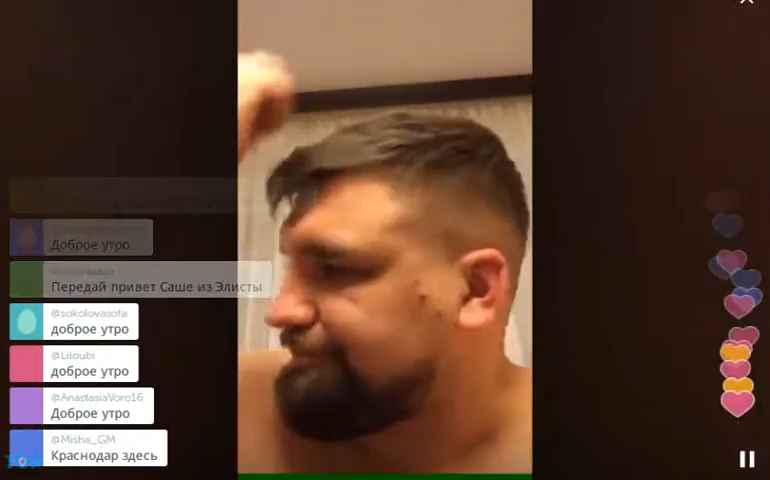 Доброе утро
Передай привет Саше из Элисты
@sokolovasofa
доброе утро
@Liloubi
доброе утро
@AnastasiaVoro16
Доброе утро
@Misha_GM
Краснодар здесь